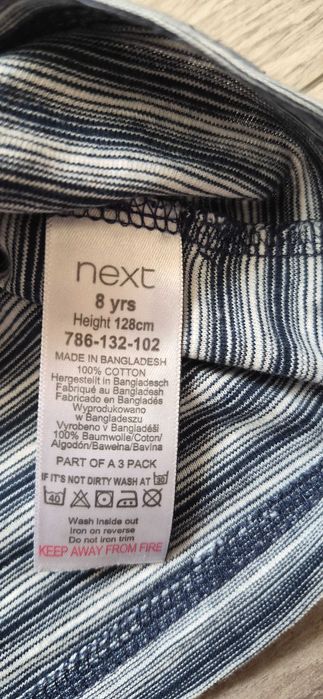 next
8 yrs
Height 128cm
786-132-102
MADE IN BANGLADESH
100% COTTON
Hergestellt in Bangladesch
Fabriqué au Bangladesh
Fabricado en Bangladés
Wyprodukowano
w Bangladeszu
Vyrobeno v Bangladéši
100% Baumwolle/Coton/
Algodón/Bawełna/Bavlna
PART OF A 3 PACK
IF IT'S NOT DIRTY WASH AT 30
40
Wash inside out
Iron on reverse
Do not iron trim
KEEP AWAY FROM FIRE